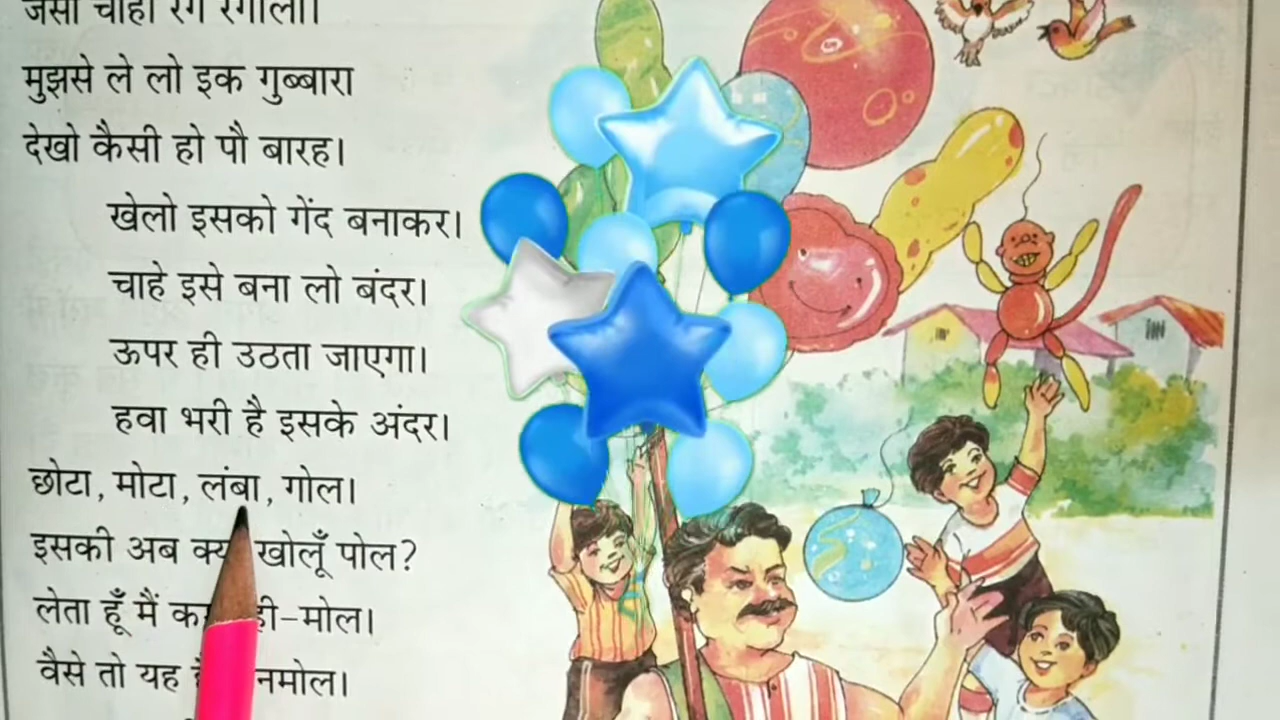 जैसा चाहो रंग
मुझसे ले लो इक गुब्बारा
देखो कैसी हो पौ बारह।
खेलो इसको गेंद बनाकर।
चाहे इसे बना लो बंदर।
ऊपर ही उठता जाएगा।
हवा भरी है इसके अंदर।
छोटा, मोटा, लंबा, गोल।
इसकी अब खोलूँ पोल?
लेता हूँ मैं
वैसे तो यह